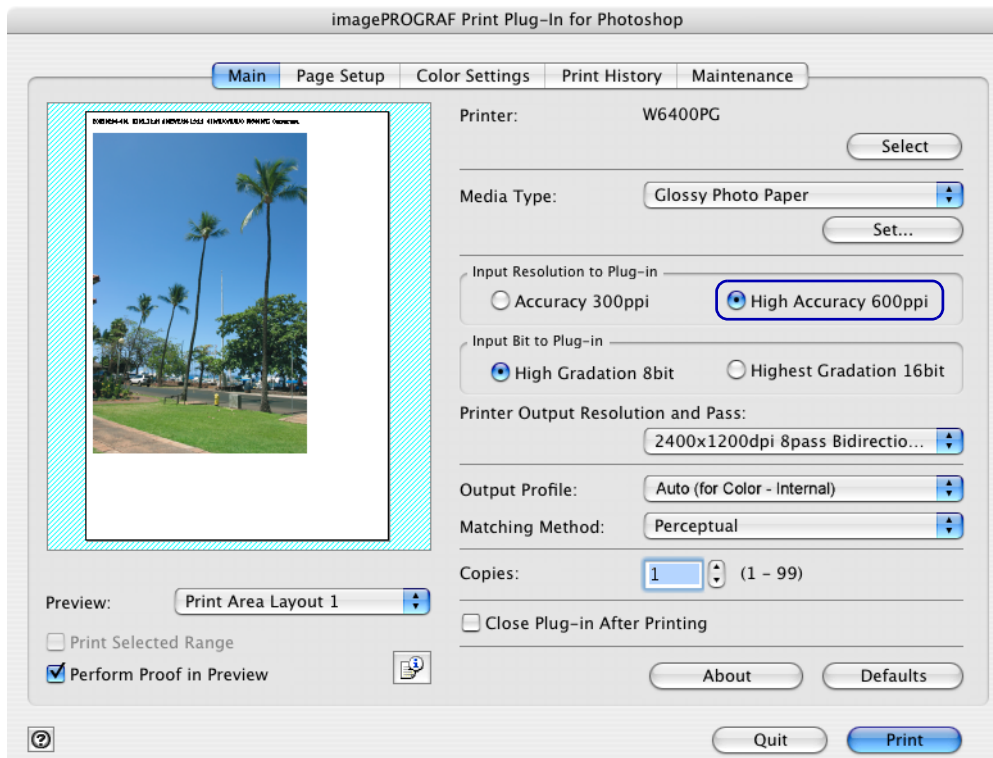 imagePROGRAF Print Plug-In for Photoshop
Main Page Setup Color Settings Print History Maintenance
Printer: W6400PG
Select
Media Type: Glossy Photo Paper
Set...
Input Resolution to Plug-in
Accuracy 300ppi High Accuracy 600ppi
Input Bit to Plug-in
High Gradation 8bit Highest Gradation 16bit
Printer Output Resolution and Pass:
2400x1200dpi 8pass Bidirectio...
Output Profile: Auto (for Color - Internal)
Matching Method: Perceptual
Copies: 1 (1 – 99)
Close Plug-in After Printing
Preview: Print Area Layout 1
Print Selected Range
Perform Proof in Preview
About Defaults
? Quit Print